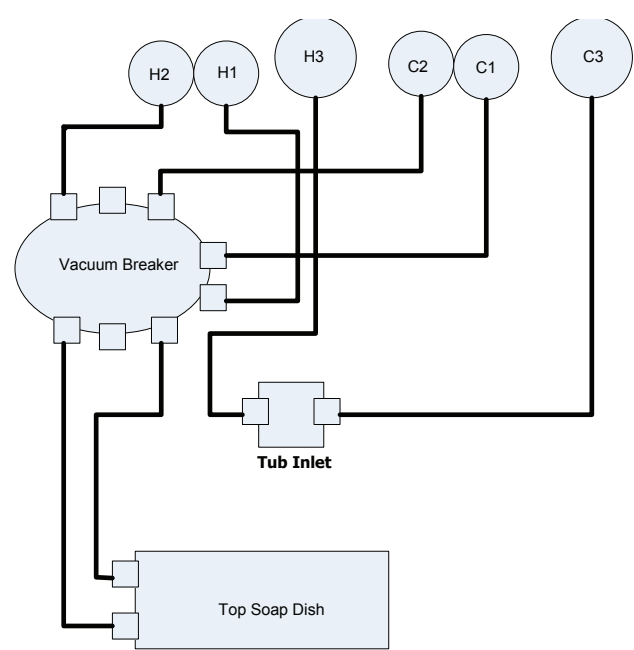 H2
H1
H3
C2
C1
C3
Vacuum Breaker
Tub Inlet
Top Soap Dish